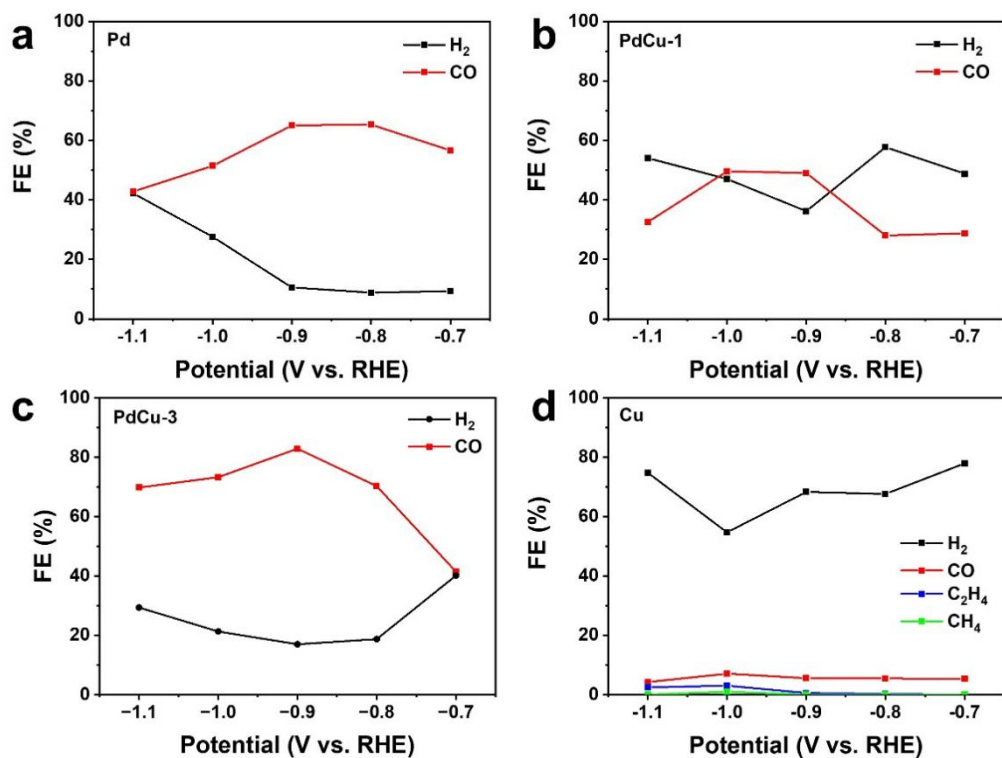 a
Pd
H₂
CO
100
80
60
40
20
0
FE (%)
-1.1 -1.0 -0.9 -0.8 -0.7
Potential (V vs. RHE)
b
PdCu-1
H₂
CO
100
80
60
40
20
0
FE (%)
-1.1 -1.0 -0.9 -0.8 -0.7
Potential (V vs. RHE)
c
PdCu-3
H₂
CO
100
80
60
40
20
0
FE (%)
−1.1 −1.0 −0.9 −0.8 −0.7
Potential (V vs. RHE)
d
Cu
H₂
CO
C₂H₄
CH₄
100
80
60
40
20
0
FE (%)
-1.1 -1.0 -0.9 -0.8 -0.7
Potential (V vs. RHE)